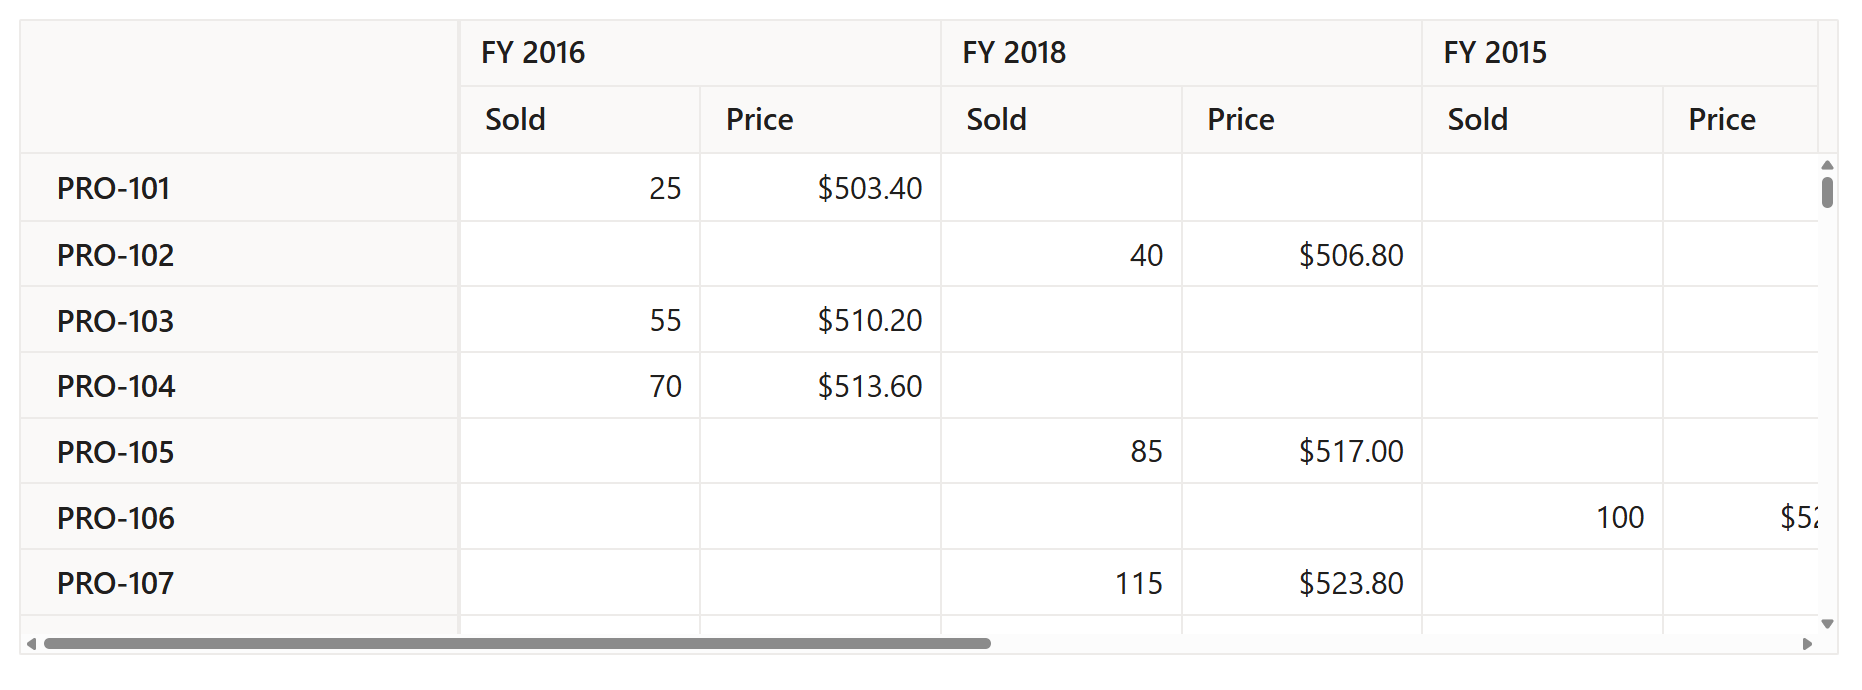 FY 2016 FY 2018 FY 2015
Sold Price Sold Price Sold Price
PRO-101 25 $503.40
PRO-102 40 $506.80
PRO-103 55 $510.20
PRO-104 70 $513.60
PRO-105 85 $517.00
PRO-106 100
PRO-107 115 $523.80